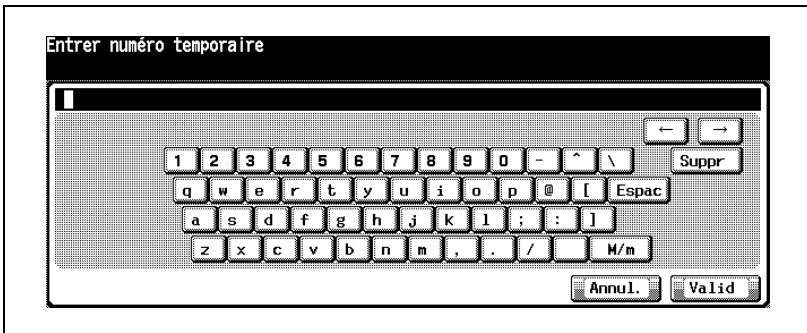 Entrer numéro temporaire
← →
1 2 3 4 5 6 7 8 9 0 - ^ \ Suppr
q w e r t y u i o p @ [ Espac
a s d f g h j k l ; : ]
z x c v b n m , . / M/m
Annul. Valid